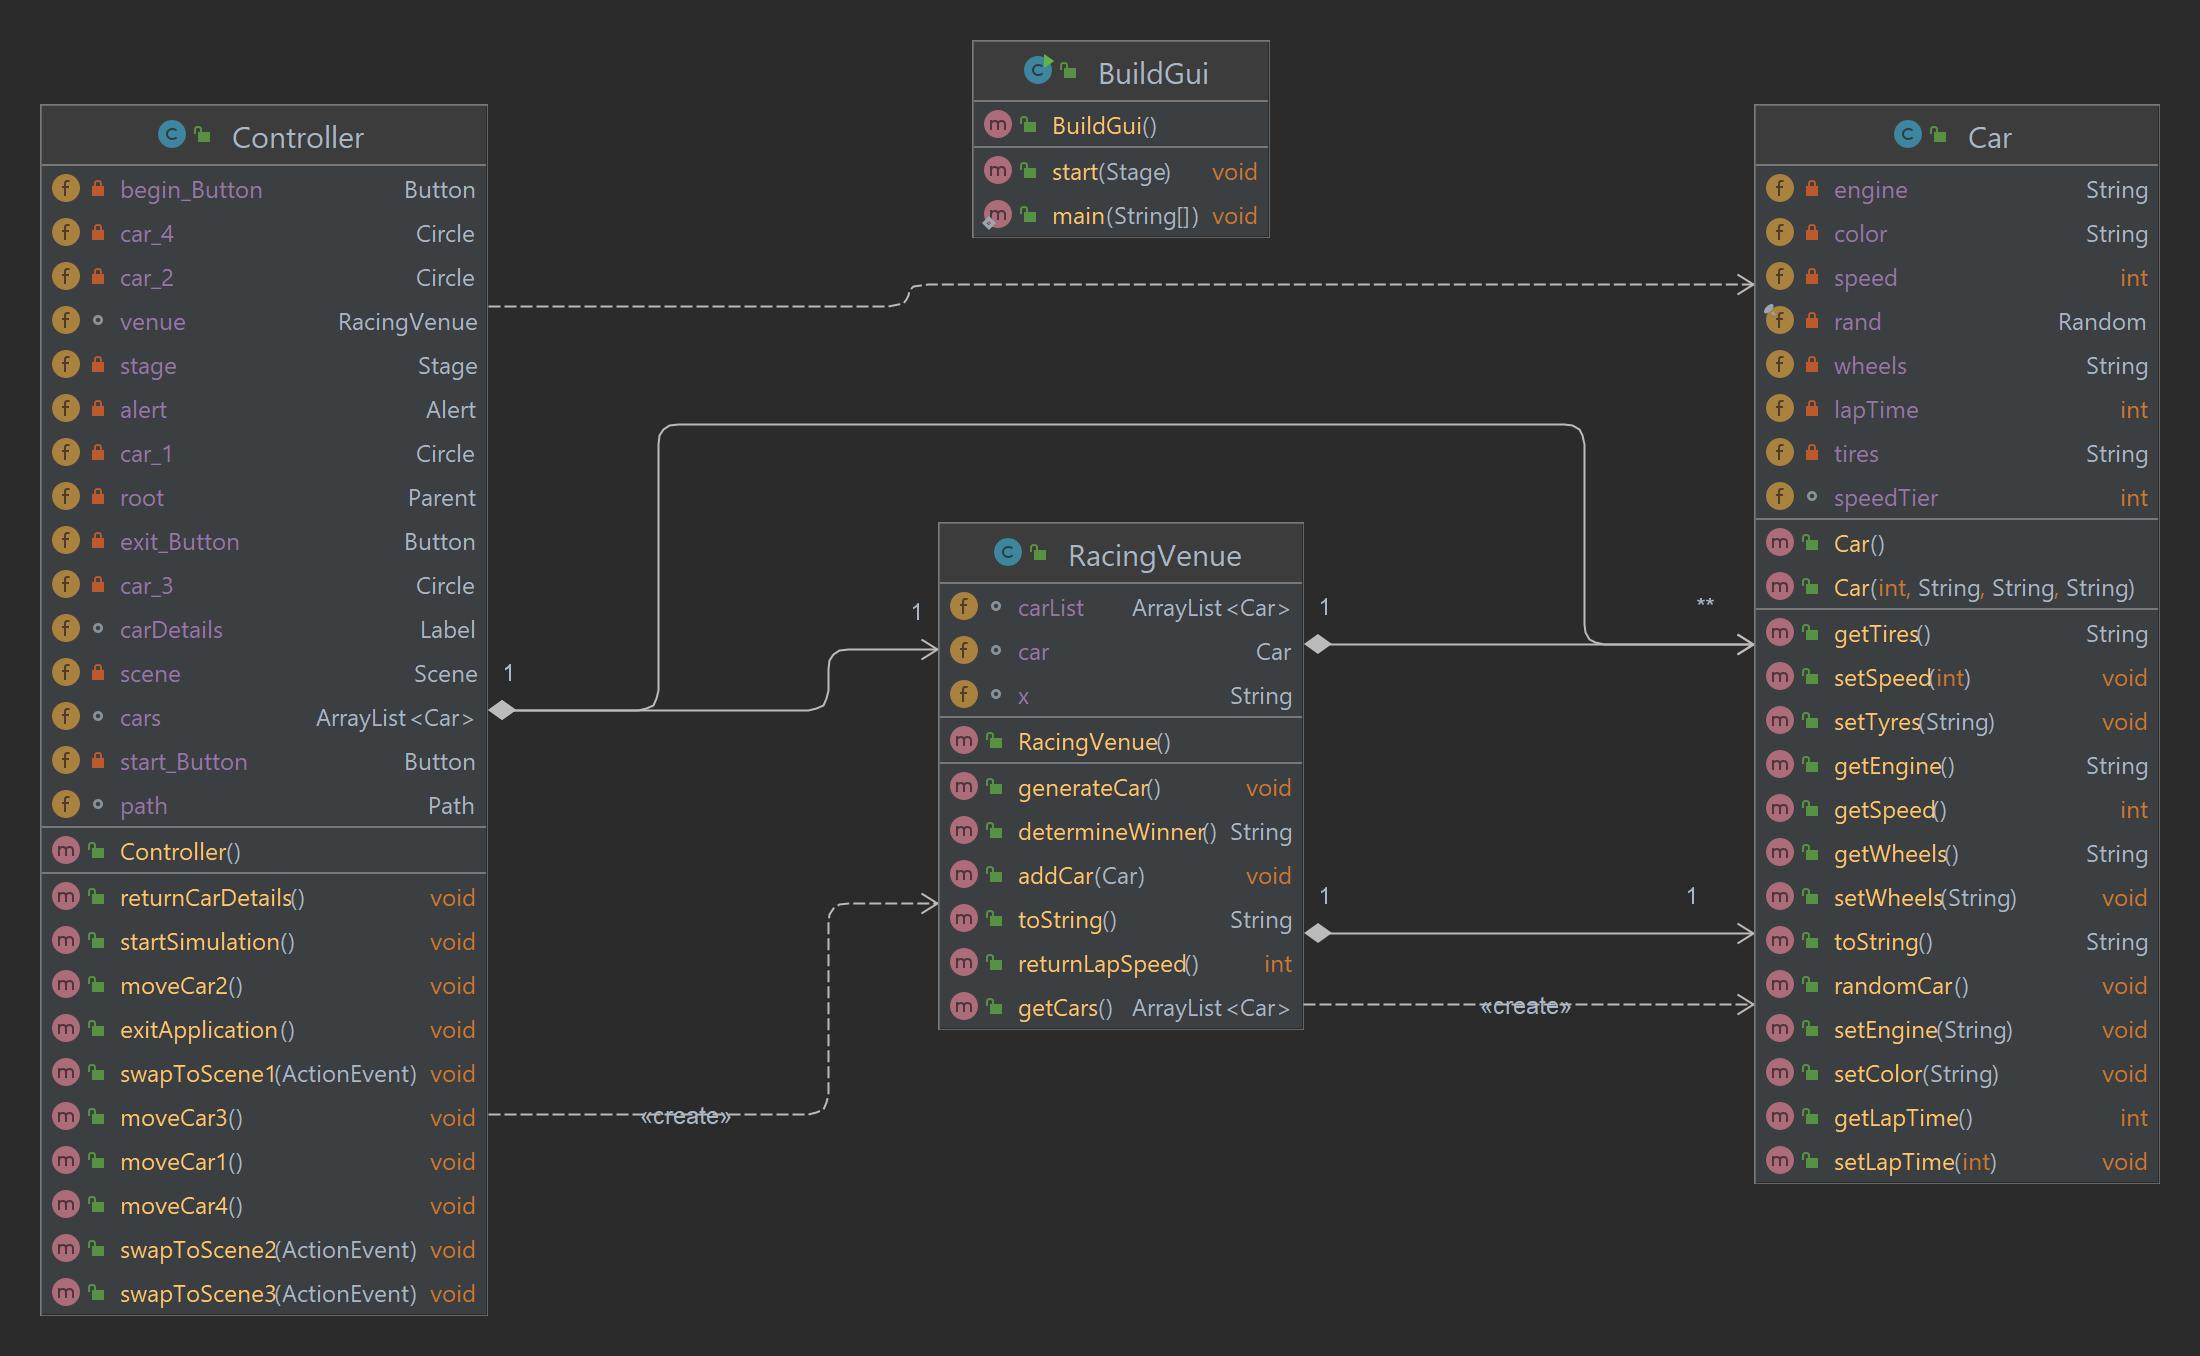 BuildGui
BuildGui()
start(Stage) void
main(String[]) void
Controller
begin_Button Button
car_4 Circle
car_2 Circle
venue RacingVenue
stage Stage
alert Alert
car_1 Circle
root Parent
exit_Button Button
car_3 Circle
carDetails Label
scene Scene
cars ArrayList<Car>
start_Button Button
path Path
Controller()
returnCarDetails() void
startSimulation() void
moveCar2() void
exitApplication() void
swapToScene1(ActionEvent) void
moveCar3() void
moveCar1() void
moveCar4() void
swapToScene2(ActionEvent) void
swapToScene3(ActionEvent) void
1
1
«create»
RacingVenue
carList ArrayList<Car>
car Car
x String
RacingVenue()
generateCar() void
determineWinner() String
addCar(Car) void
toString() String
returnLapSpeed() int
getCars() ArrayList<Car>
1
**
1
1
«create»
Car
engine String
color String
speed int
rand Random
wheels String
lapTime int
tires String
speedTier int
Car()
Car(int, String, String, String)
getTires() String
setSpeed(int) void
setTyres(String) void
getEngine() String
getSpeed() int
getWheels() String
setWheels(String) void
toString() String
randomCar() void
setEngine(String) void
setColor(String) void
getLapTime() int
setLapTime(int) void